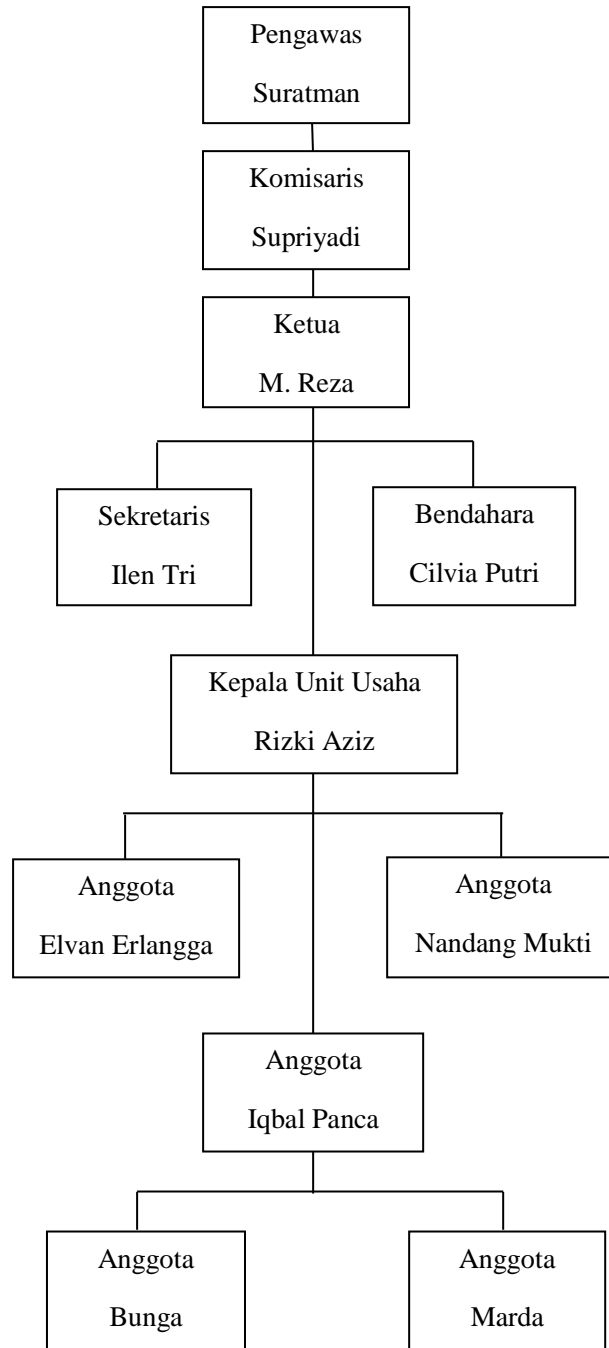 Pengawas
Suratman
Komisaris
Supriyadi
Ketua
M. Reza
Sekretaris
Ilen Tri
Bendahara
Cilvia Putri
Kepala Unit Usaha
Rizki Aziz
Anggota
Elvan Erlangga
Anggota
Nandang Mukti
Anggota
Iqbal Panca
Anggota
Bunga
Anggota
Marda